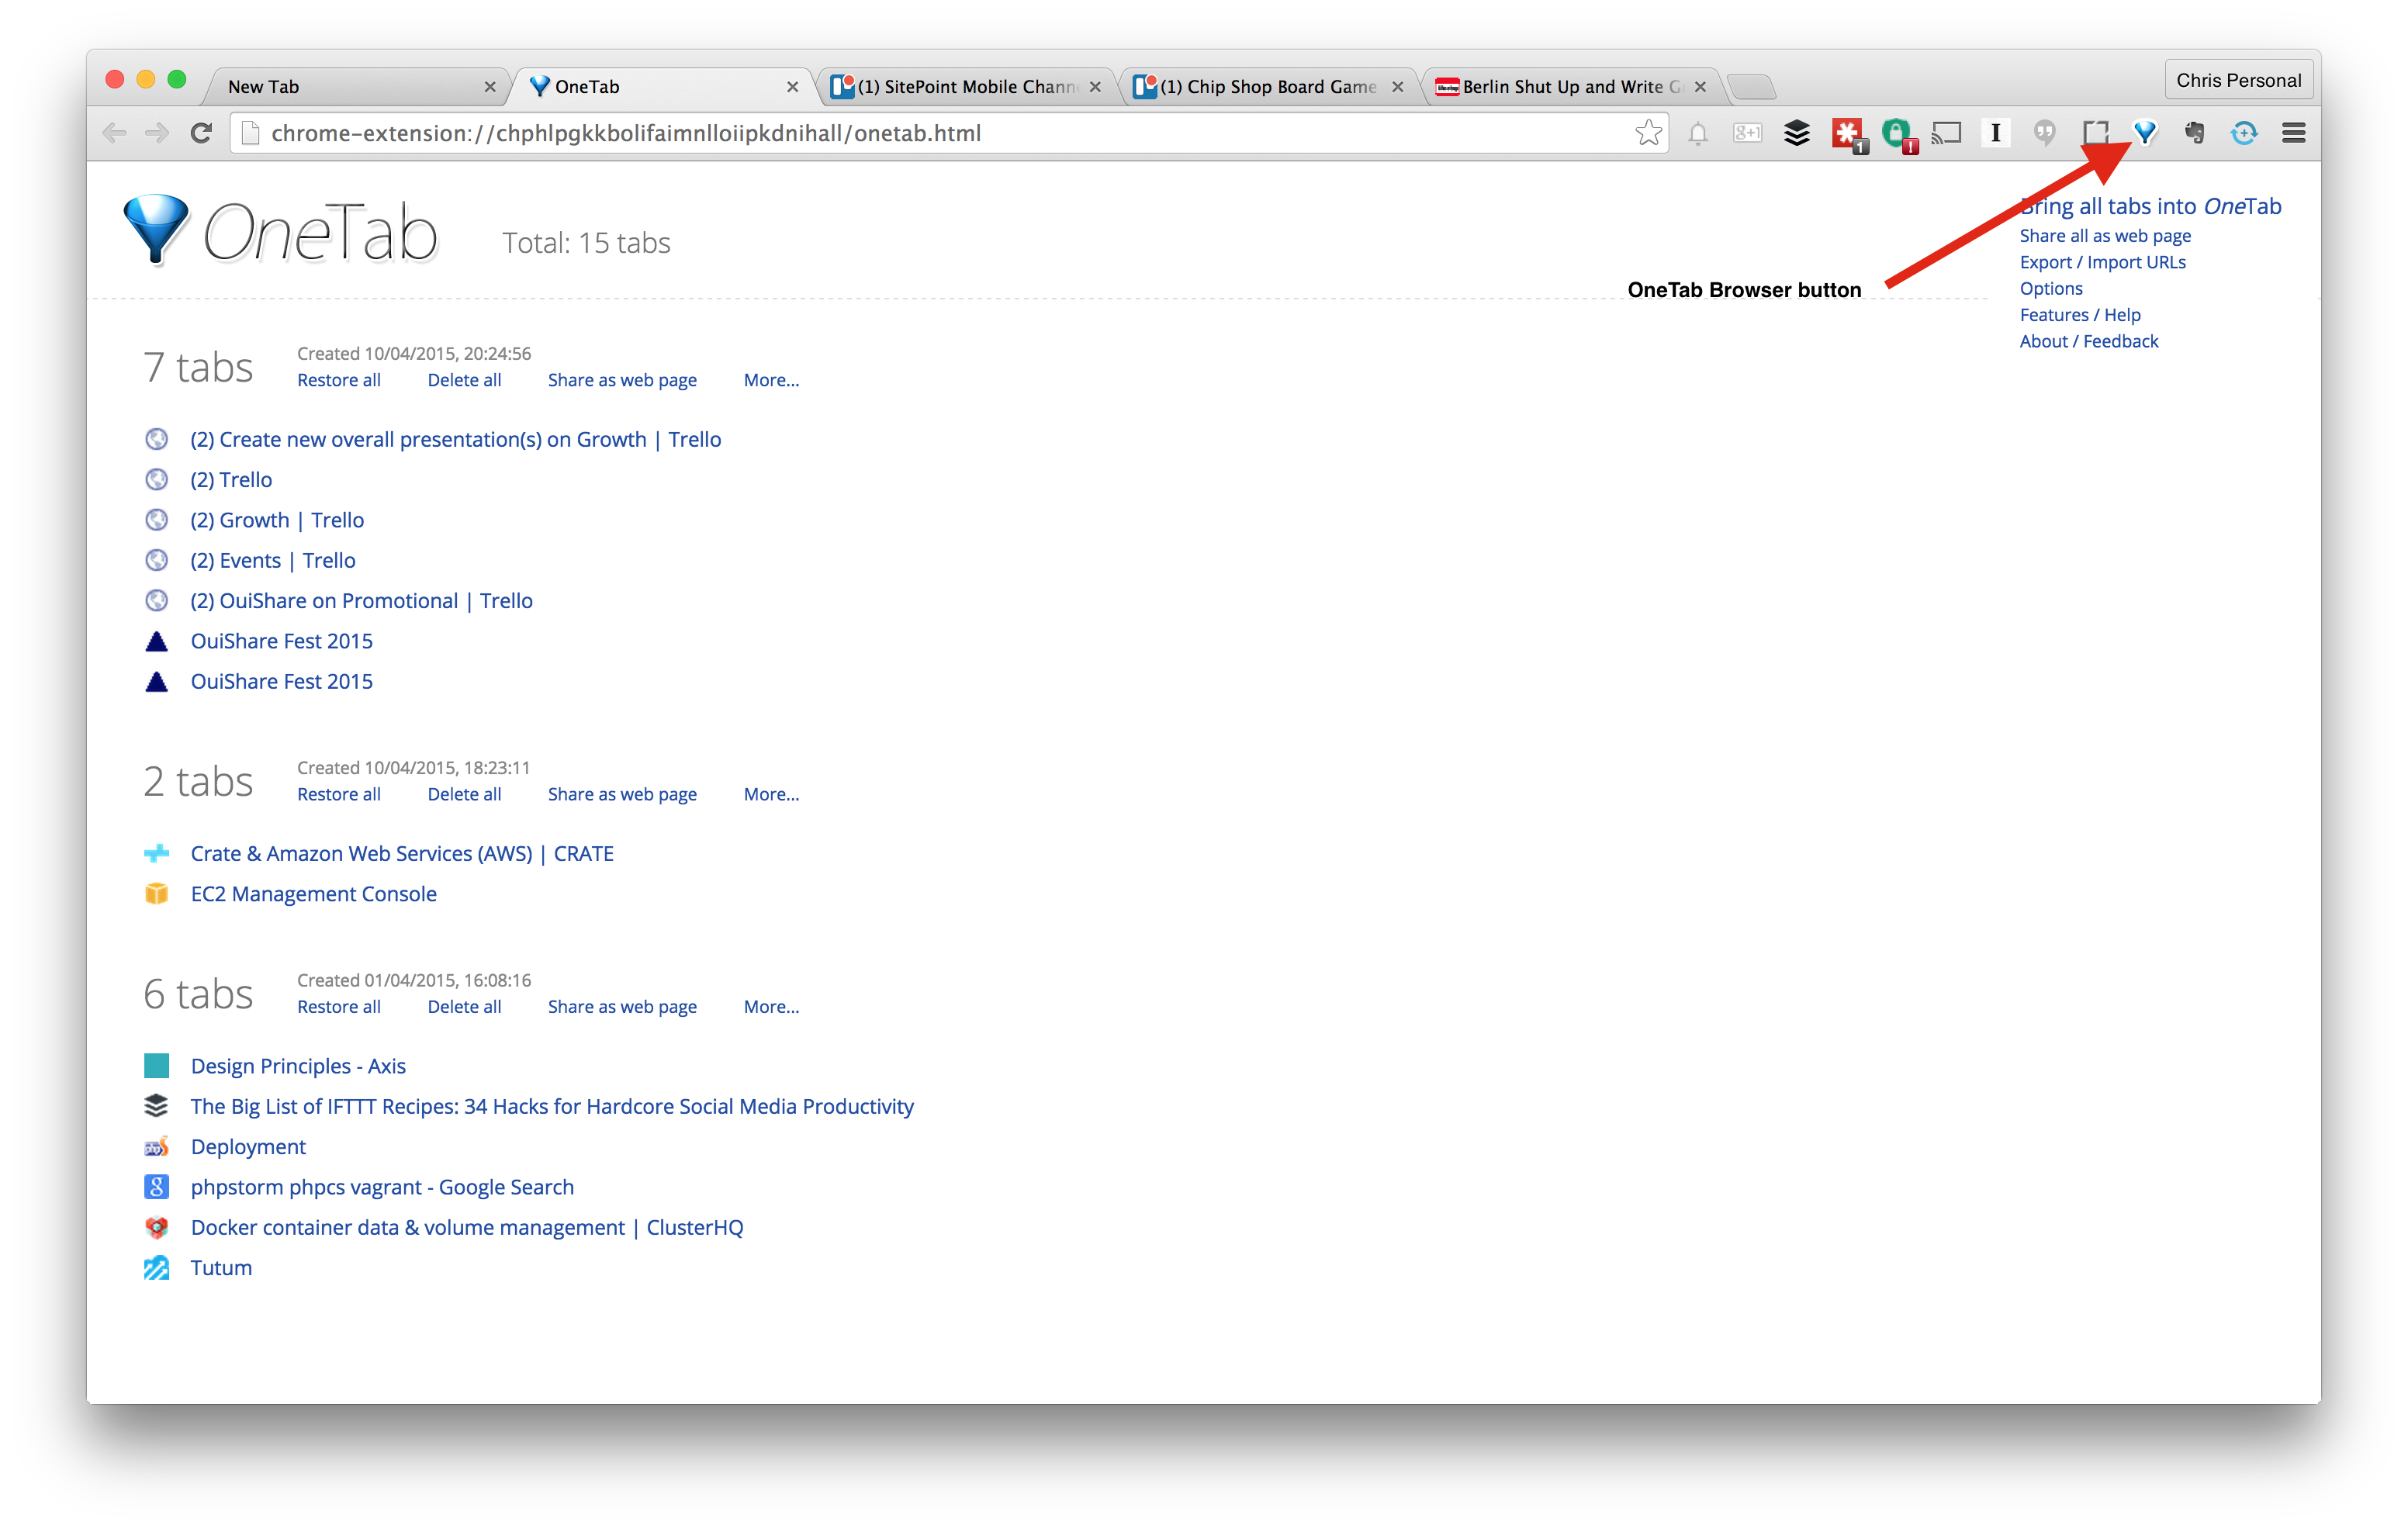 New Tab
OneTab
(1) SitePoint Mobile Chann
(1) Chip Shop Board Game
Berlin Shut Up and Write G
Chris Personal
chrome-extension://chphlpgkkbolifaimnlloiipkdnihall/onetab.html
g+1
1
!
I
OneTab
Total: 15 tabs
Bring all tabs into OneTab
Share all as web page
Export / Import URLs
Options
Features / Help
About / Feedback
OneTab Browser button
7 tabs
Created 10/04/2015, 20:24:56
Restore all Delete all Share as web page More...
(2) Create new overall presentation(s) on Growth | Trello
(2) Trello
(2) Growth | Trello
(2) Events | Trello
(2) OuiShare on Promotional | Trello
OuiShare Fest 2015
OuiShare Fest 2015
2 tabs
Created 10/04/2015, 18:23:11
Restore all Delete all Share as web page More...
Crate & Amazon Web Services (AWS) | CRATE
EC2 Management Console
6 tabs
Created 01/04/2015, 16:08:16
Restore all Delete all Share as web page More...
Design Principles - Axis
The Big List of IFTTT Recipes: 34 Hacks for Hardcore Social Media Productivity
Deployment
phpstorm phpcs vagrant - Google Search
Docker container data & volume management | ClusterHQ
Tutum